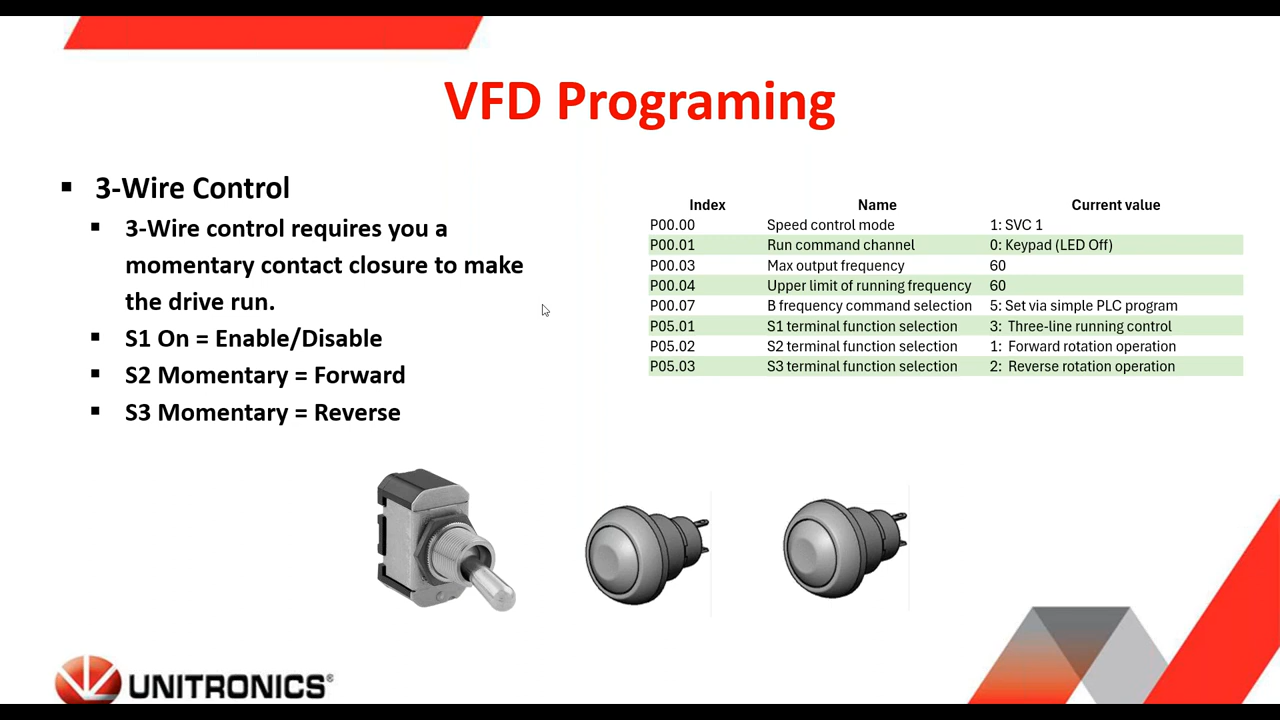 VFD Programing
3-Wire Control
3-Wire control requires you a
momentary contact closure to make
the drive run.
S1 On = Enable/Disable
S2 Momentary = Forward
S3 Momentary = Reverse
Index Name Current value
P00.00 Speed control mode 1: SVC 1
P00.01 Run command channel 0: Keypad (LED Off)
P00.03 Max output frequency 60
P00.04 Upper limit of running frequency 60
P00.07 B frequency command selection 5: Set via simple PLC program
P05.01 S1 terminal function selection 3: Three-line running control
P05.02 S2 terminal function selection 1: Forward rotation operation
P05.03 S3 terminal function selection 2: Reverse rotation operation
UNITRONICS®